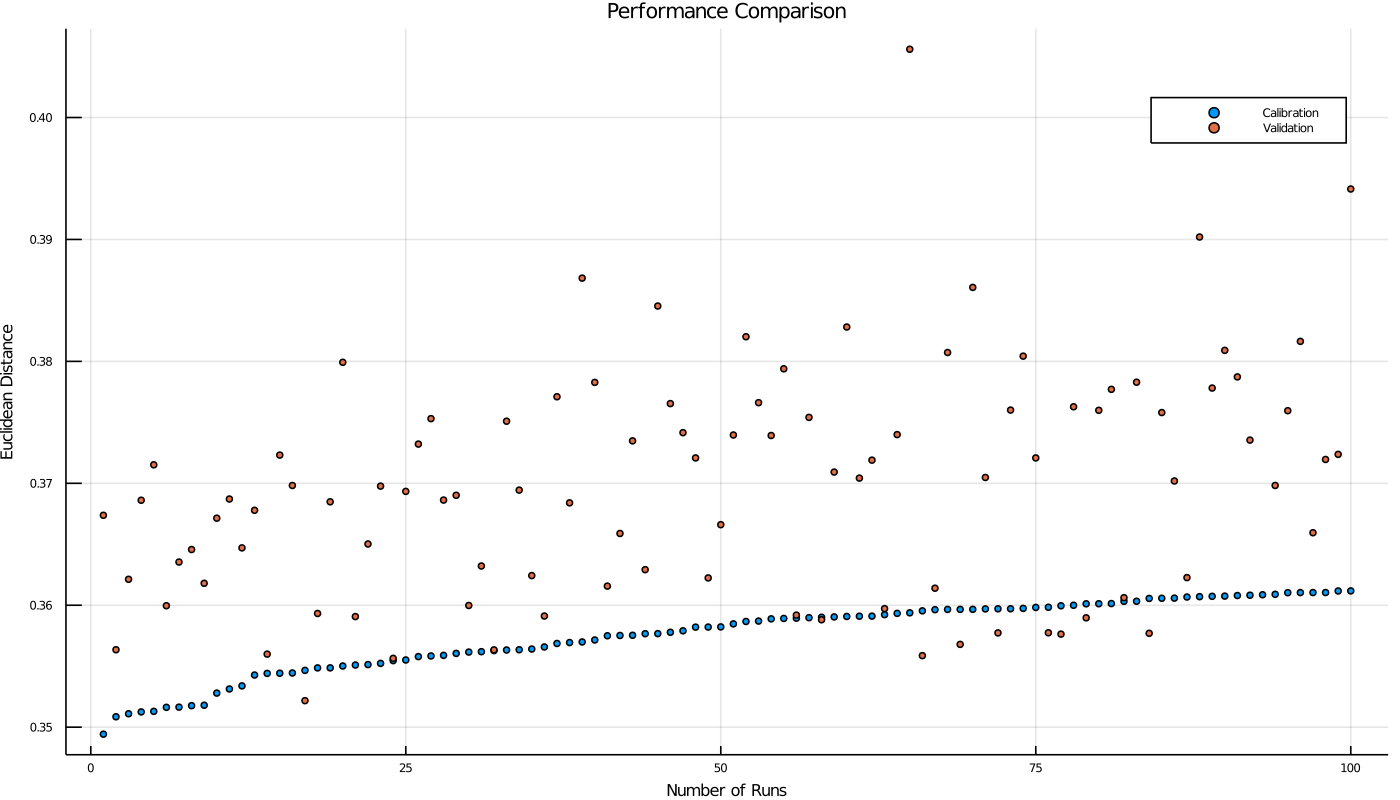 Performance Comparison
Euclidean Distance
0.40
0.39
0.38
0.37
0.36
0.35
Calibration
Validation
0 25 50 75 100
Number of Runs